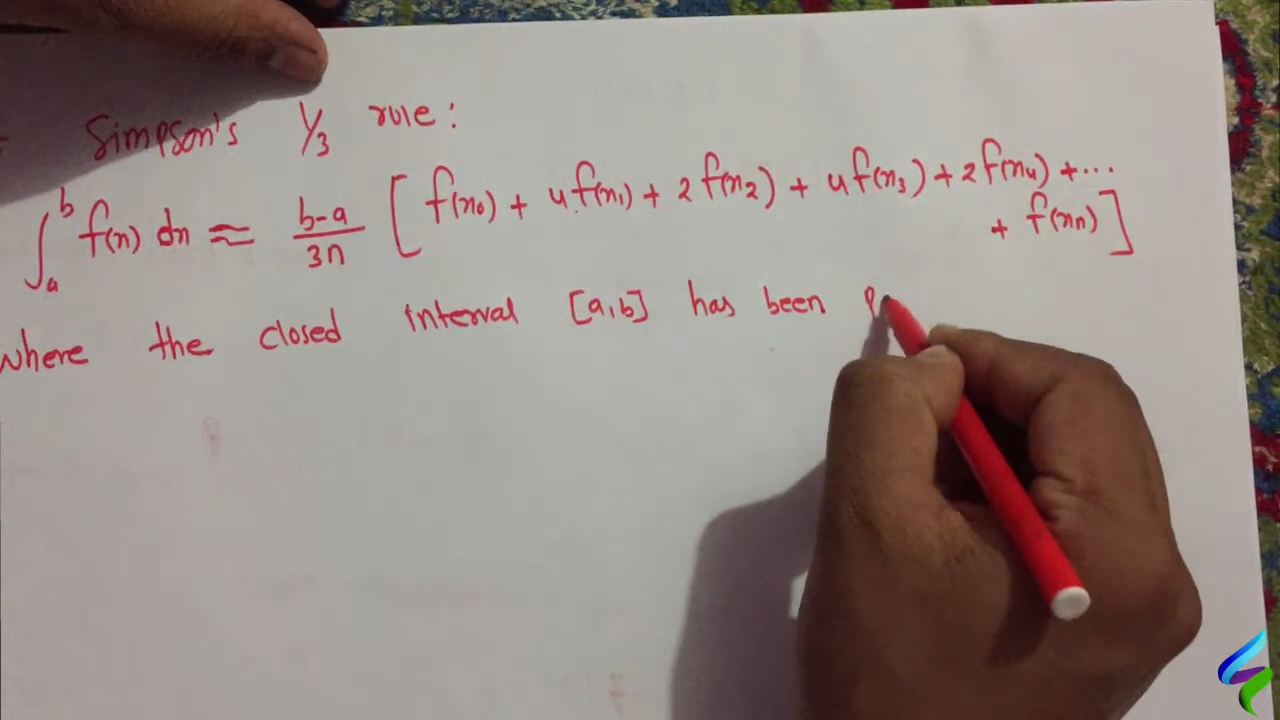 Simpson's 1/3 rule:
∫ₐᵇ f(x) dx ≈ (b-a)/3n [f(x₀) + 4f(x₁) + 2f(x₂) + 4f(x₃) + 2f(x₄) + ...
+ f(xₙ)]
where the closed interval [a,b] has been